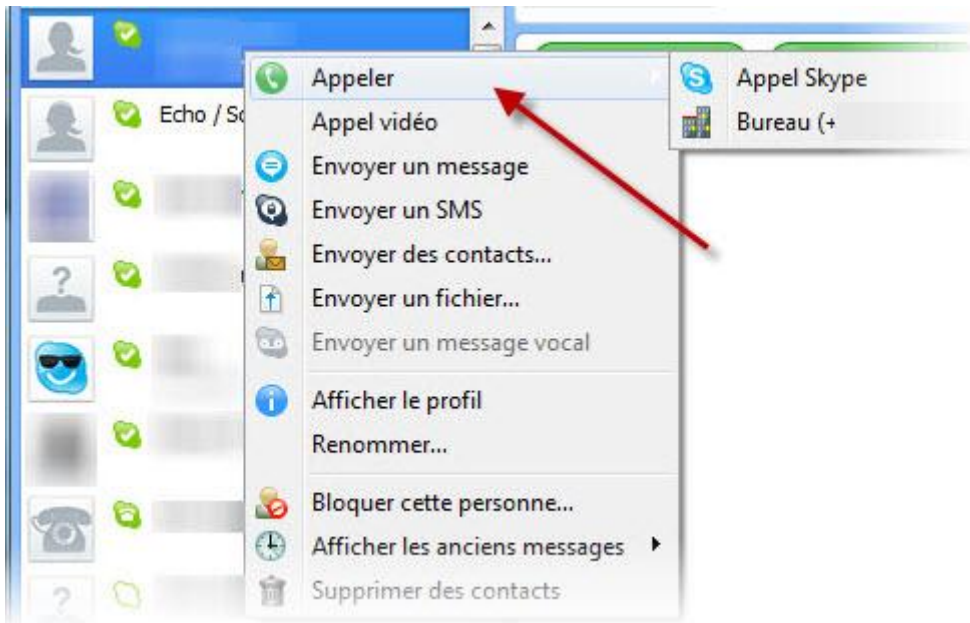 Echo / So
Appeler
Appel vidéo
Envoyer un message
Envoyer un SMS
Envoyer des contacts...
Envoyer un fichier...
Envoyer un message vocal
Afficher le profil
Renommer...
Bloquer cette personne...
Afficher les anciens messages
Supprimer des contacts
Appel Skype
Bureau (+